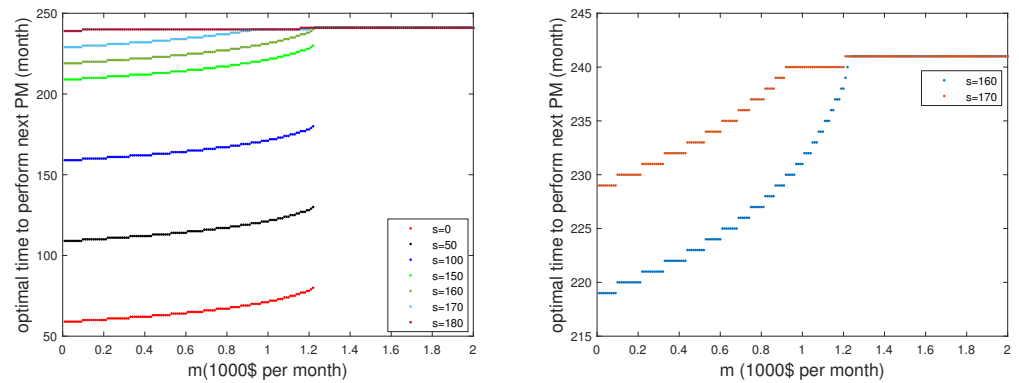 optimal time to perform next PM (month)
250
200
150
100
50
0 0.2 0.4 0.6 0.8 1 1.2 1.4 1.6 1.8 2
m(1000$ per month)
s=0
s=50
s=100
s=150
s=160
s=170
s=180
optimal time to perform next PM (month)
245
240
235
230
225
220
215
0 0.2 0.4 0.6 0.8 1 1.2 1.4 1.6 1.8 2
m (1000$ per month)
s=160
s=170